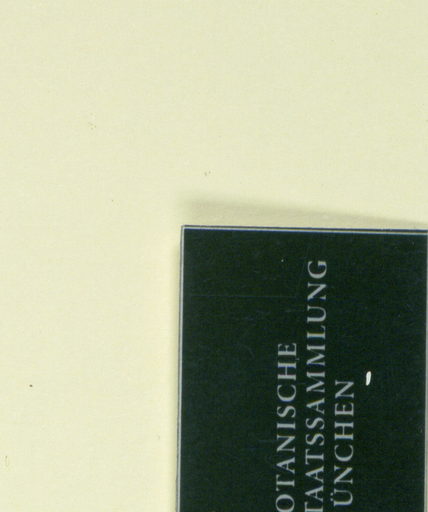 OTANISCHE
TAATSSAMMLUNG
ÜNCHEN